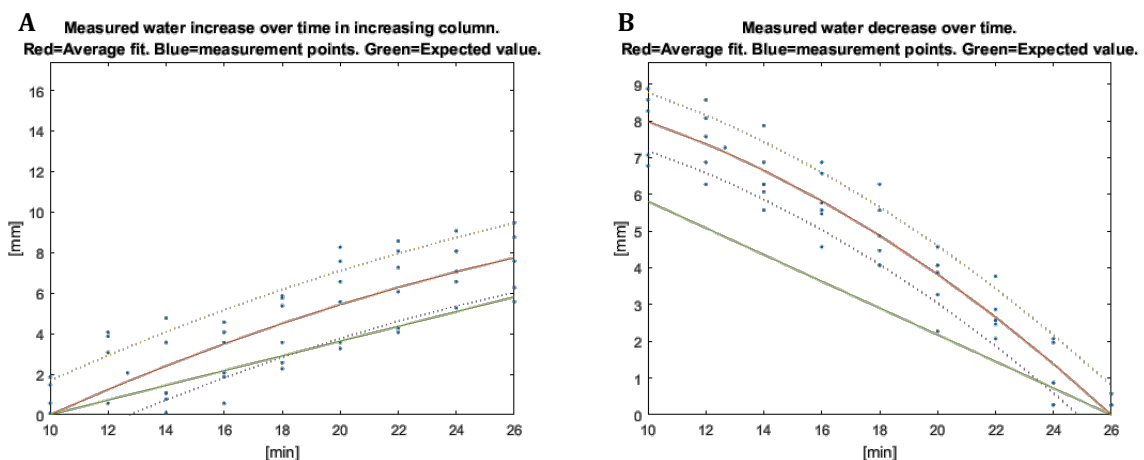 A
Measured water increase over time in increasing column.
Red=Average fit. Blue=measurement points. Green=Expected value.
16
14
12
10
8
6
4
2
0
[mm]
10 12 14 16 18 20 22 24 26
[min]
B
Measured water decrease over time.
Red=Average fit. Blue=measurement points. Green=Expected value.
9
8
7
6
5
4
3
2
1
0
[mm]
10 12 14 16 18 20 22 24 26
[min]